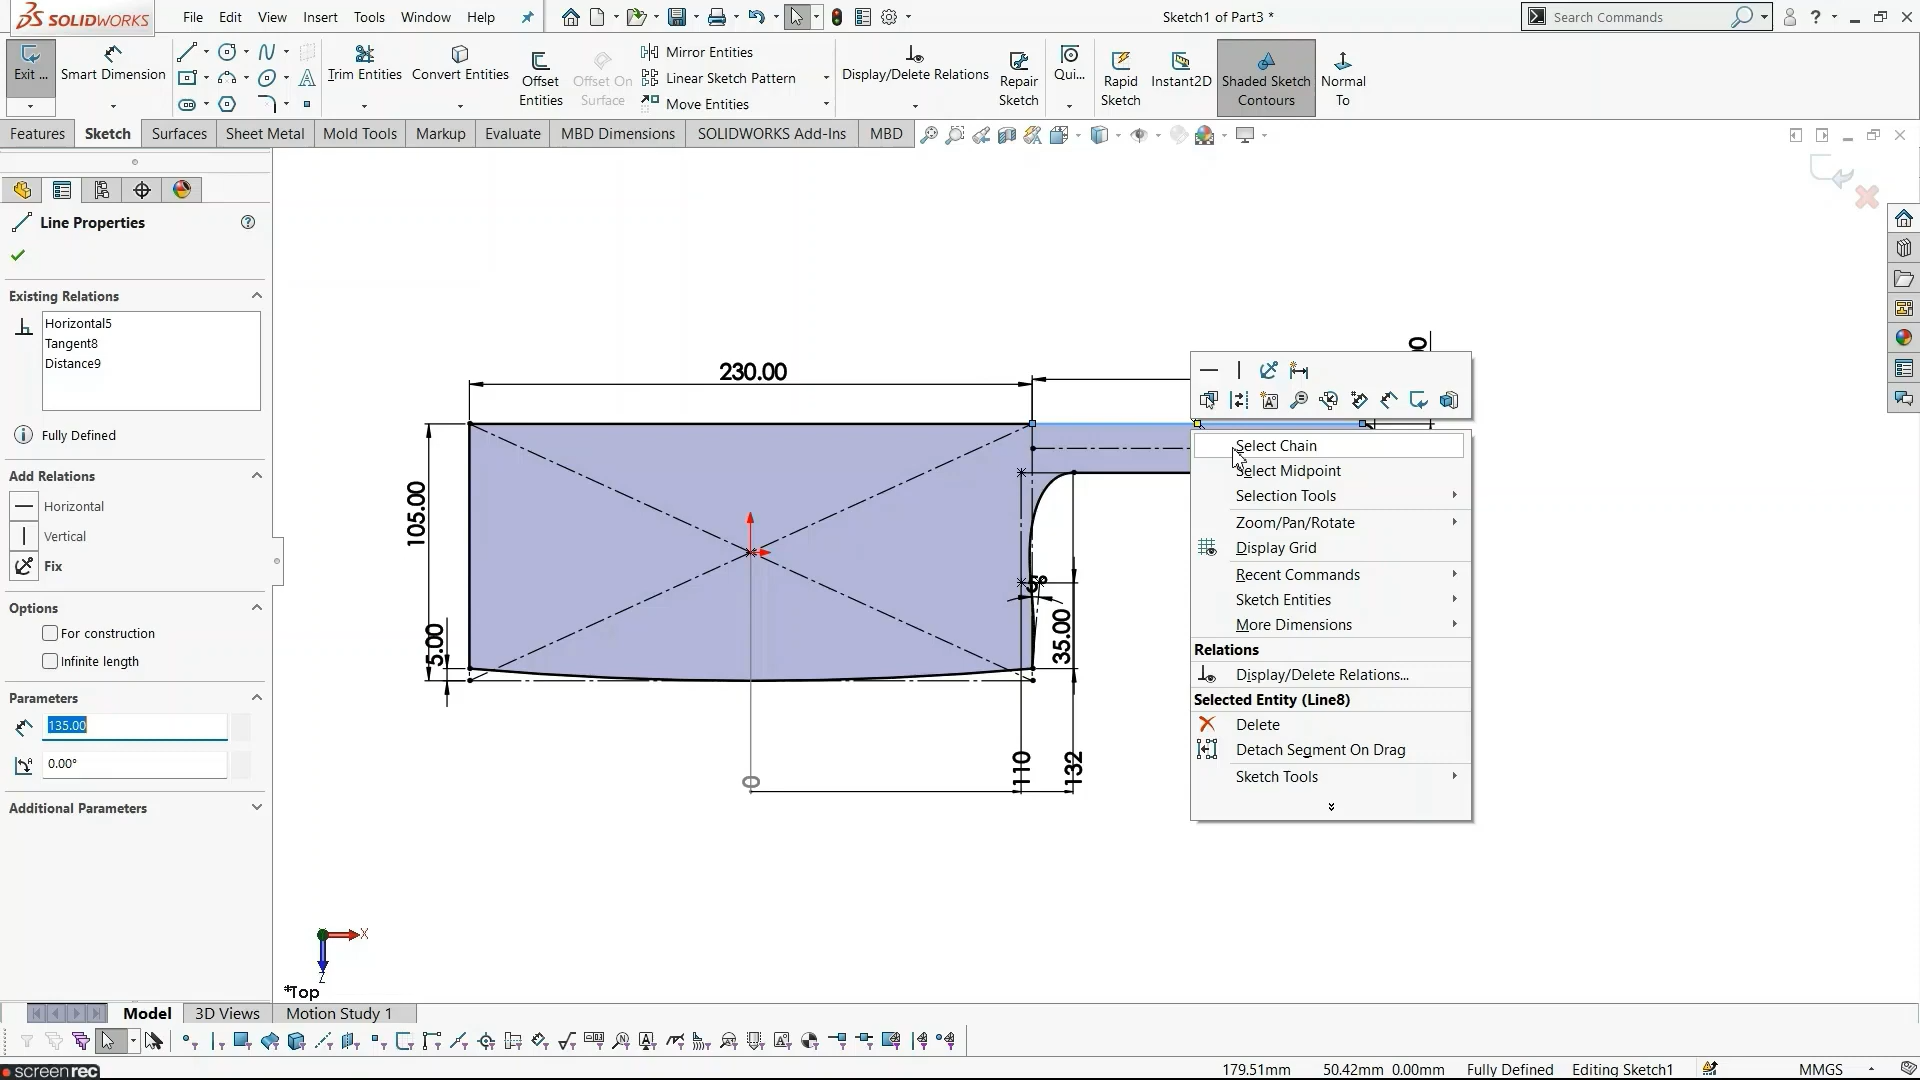 SOLIDWORKS
File Edit View Insert Tools Window Help
Sketch1 of Part3 *
Search Commands
Exit ...
Smart Dimension
Trim Entities
Convert Entities
Offset Entities
Offset On Surface
Mirror Entities
Linear Sketch Pattern
Move Entities
Display/Delete Relations
Repair Sketch
Qui...
Rapid Sketch
Instant2D
Shaded Sketch Contours
Normal To
Features Sketch Surfaces Sheet Metal Mold Tools Markup Evaluate MBD Dimensions SOLIDWORKS Add-Ins MBD
Line Properties
Existing Relations
Horizontal5
Tangent8
Distance9
Fully Defined
Add Relations
Horizontal
Vertical
Fix
Options
For construction
Infinite length
Parameters
135.00
0.00°
Additional Parameters
230.00
105.00
5.00
35.00
110
132
0
Select Chain
Select Midpoint
Selection Tools
Zoom/Pan/Rotate
Display Grid
Recent Commands
Sketch Entities
More Dimensions
Relations
Display/Delete Relations...
Selected Entity (Line8)
Delete
Detach Segment On Drag
Sketch Tools
X
Z
*Top
Model 3D Views Motion Study 1
screenrec
179.51mm 50.42mm 0.00mm Fully Defined Editing Sketch1 MMGS